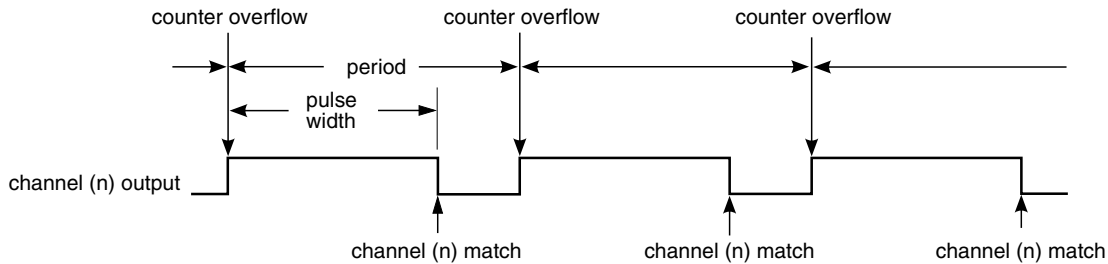 counter overflow counter overflow counter overflow
period
pulse
width
channel (n) output
channel (n) match channel (n) match channel (n) match